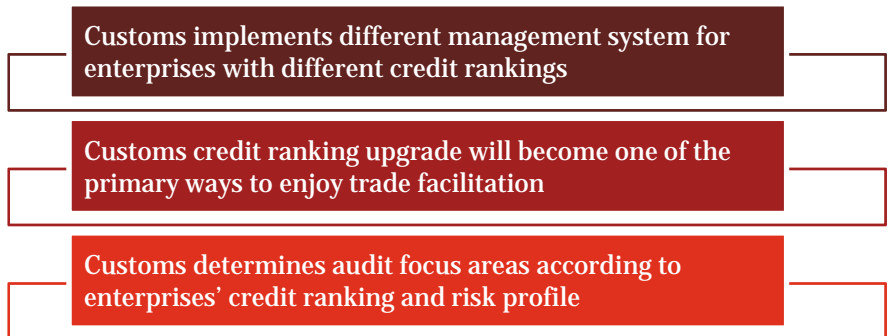 Customs implements different management system for
enterprises with different credit rankings
Customs credit ranking upgrade will become one of the
primary ways to enjoy trade facilitation
Customs determines audit focus areas according to
enterprises’ credit ranking and risk profile